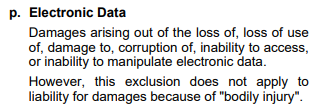 p. Electronic Data
Damages arising out of the loss of, loss of use
of, damage to, corruption of, inability to access,
or inability to manipulate electronic data.
However, this exclusion does not apply to
liability for damages because of "bodily injury".